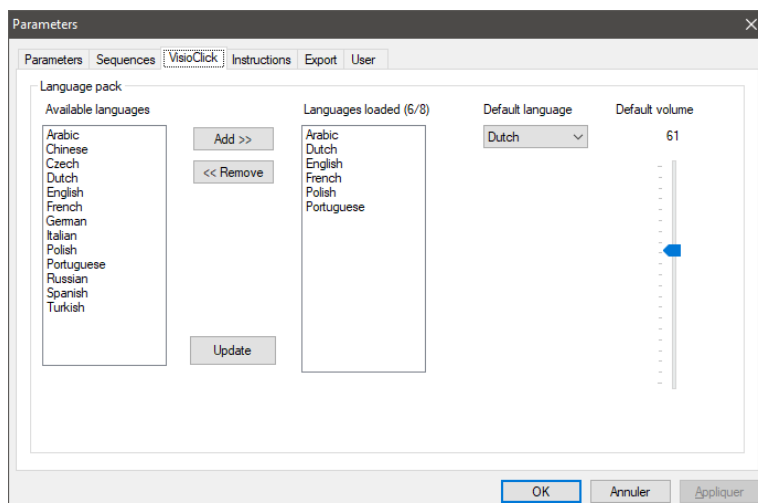 Parameters
Parameters Sequences VisioClick Instructions Export User
Language pack
Available languages
Arabic
Chinese
Czech
Dutch
English
French
German
Italian
Polish
Portuguese
Russian
Spanish
Turkish
Add >>
<< Remove
Update
Languages loaded (6/8)
Arabic
Dutch
English
French
Polish
Portuguese
Default language
Dutch
Default volume
61
OK Annuler Appliquer